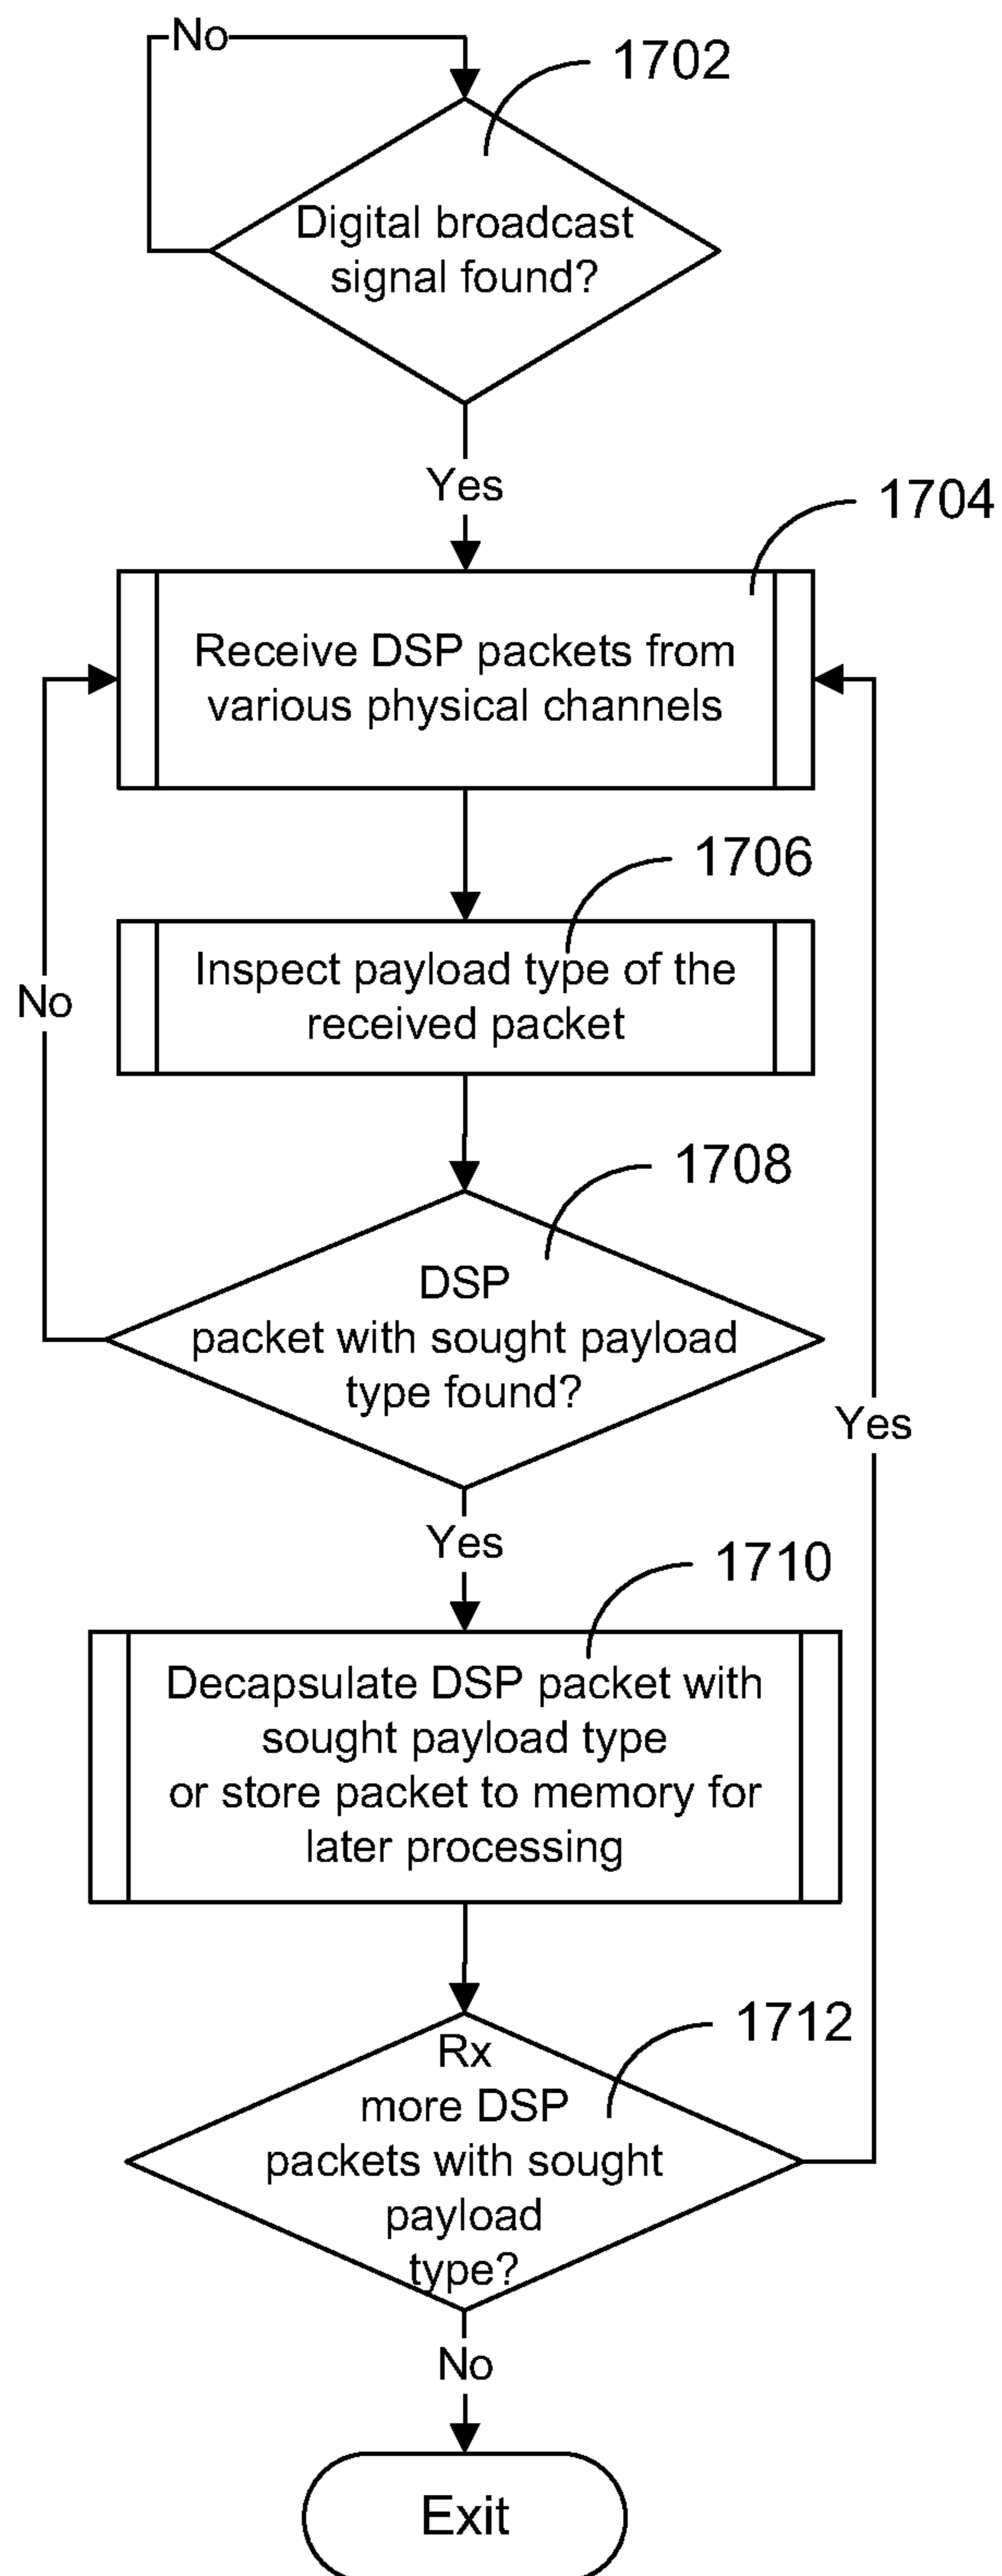 No
1702
Digital broadcast
signal found?
Yes
1704
Receive DSP packets from
various physical channels
1706
Inspect payload type of the
received packet
No
1708
DSP
packet with sought payload
type found?
Yes
Yes
1710
Decapsulate DSP packet with
sought payload type
or store packet to memory for
later processing
1712
Rx
more DSP
packets with sought
payload
type?
No
Exit